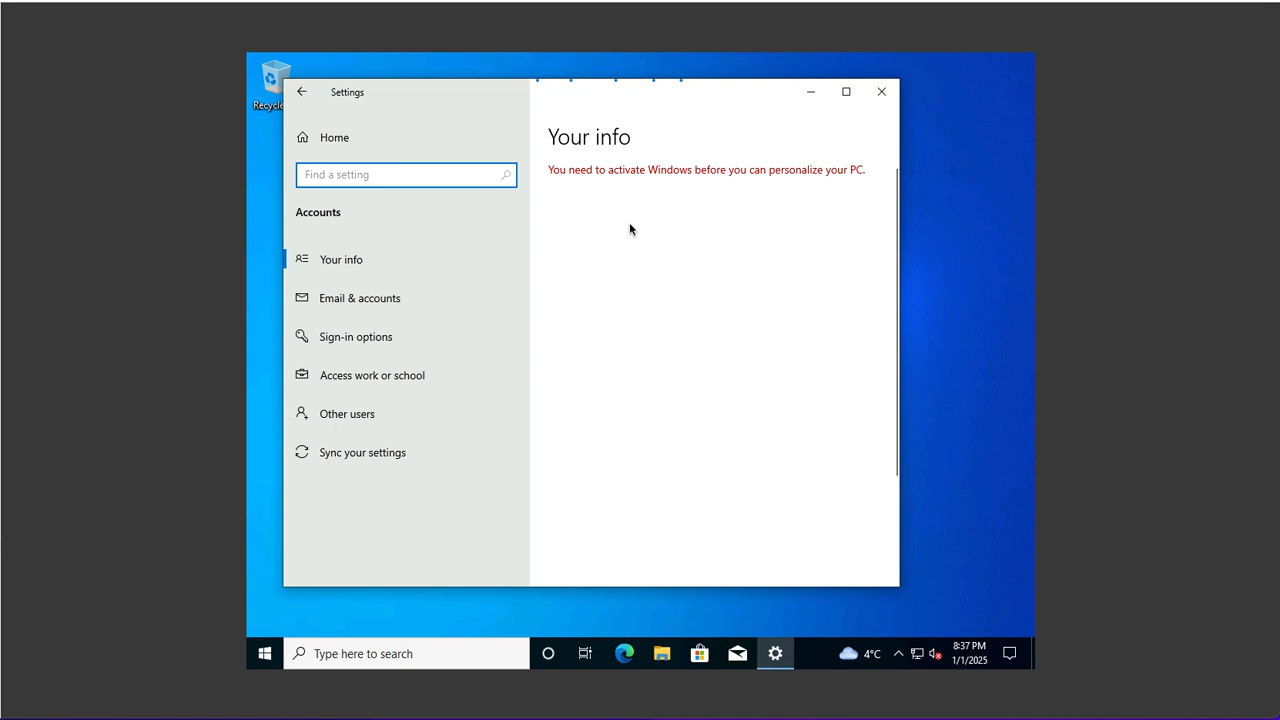 Recycle
Settings
Home
Find a setting
Accounts
Your info
Email & accounts
Sign-in options
Access work or school
Other users
Sync your settings
Your info
You need to activate Windows before you can personalize your PC.
Type here to search
4°C
8:37 PM
1/1/2025